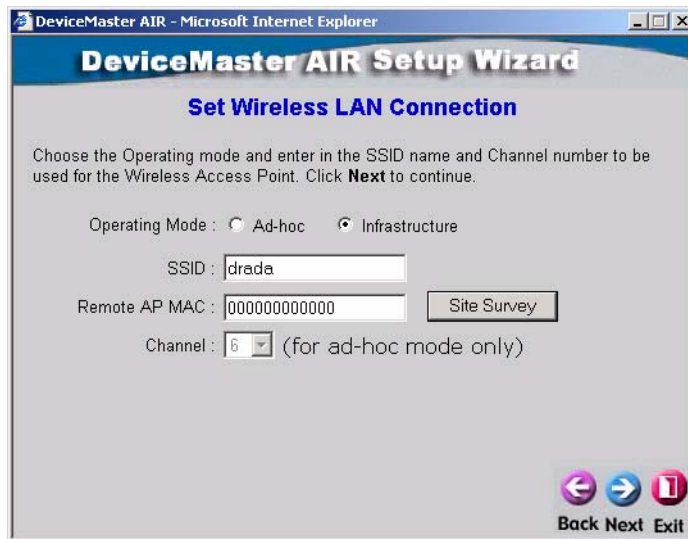 DeviceMaster AIR - Microsoft Internet Explorer
DeviceMaster AIR Setup Wizard
Set Wireless LAN Connection
Choose the Operating mode and enter in the SSID name and Channel number to be
used for the Wireless Access Point. Click Next to continue.
Operating Mode : Ad-hoc Infrastructure
SSID : drada
Remote AP MAC : 000000000000 Site Survey
Channel : 6 (for ad-hoc mode only)
Back Next Exit